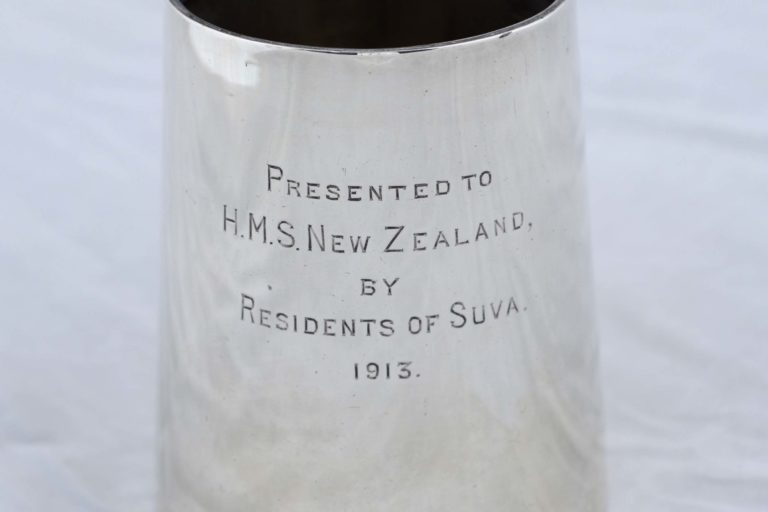 PRESENTED TO
H.M.S. NEW ZEALAND,
BY
RESIDENTS OF SUVA.
1913.